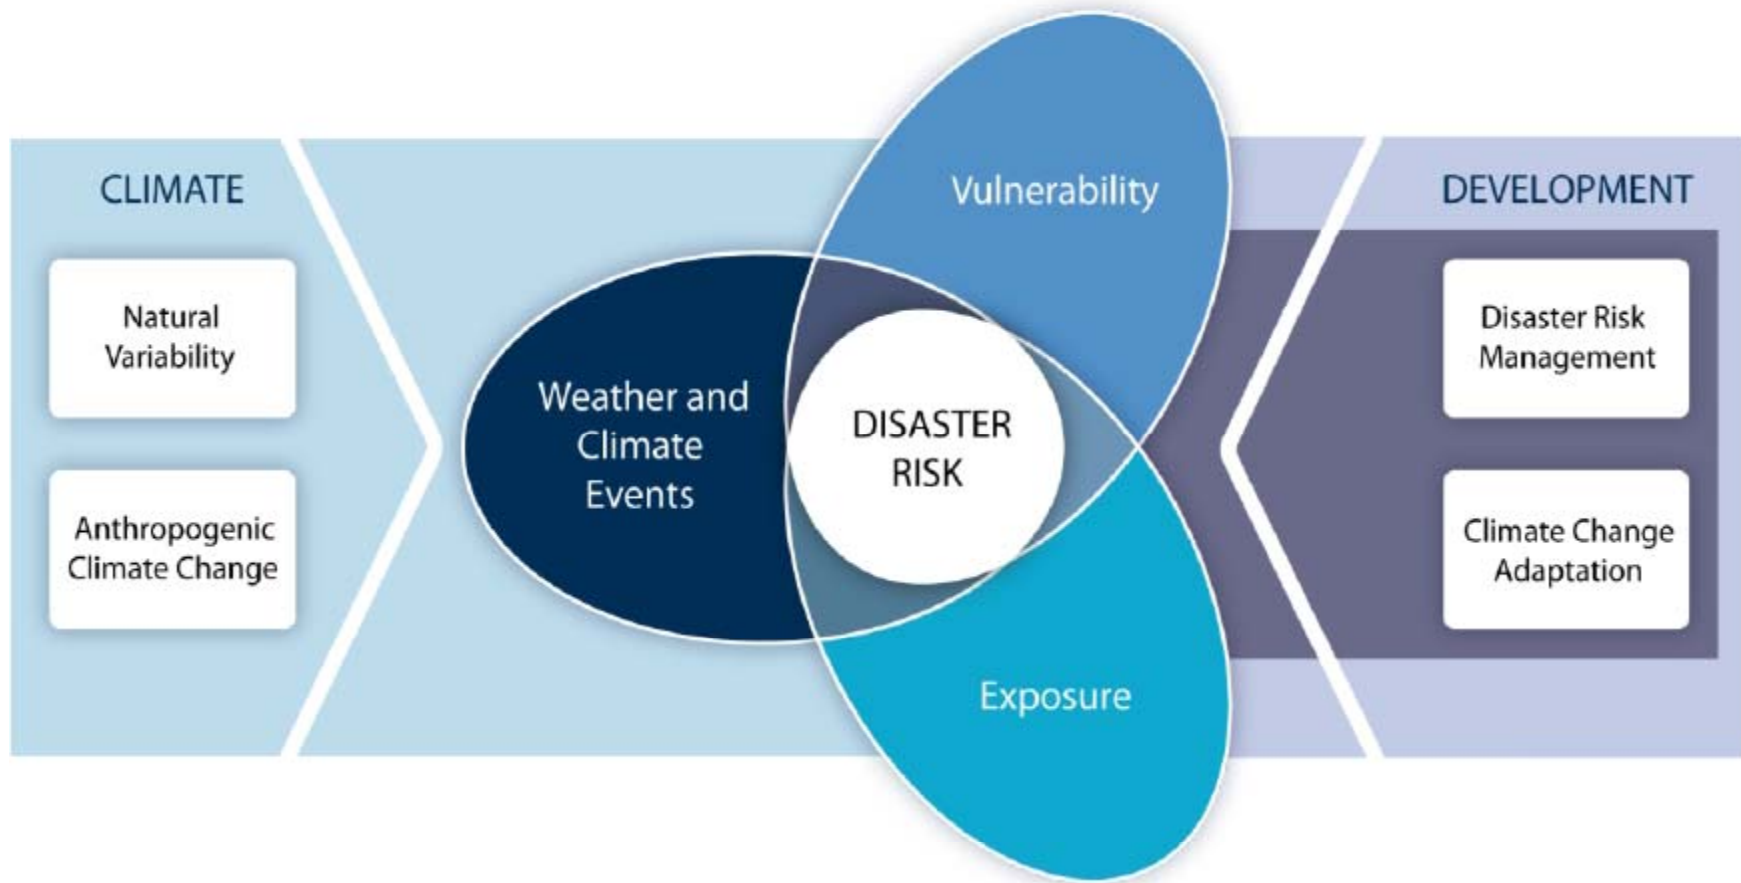 CLIMATE
Natural
Variability
Anthropogenic
Climate Change
Weather and
Climate
Events
Vulnerability
DISASTER
RISK
Exposure
DEVELOPMENT
Disaster Risk
Management
Climate Change
Adaptation